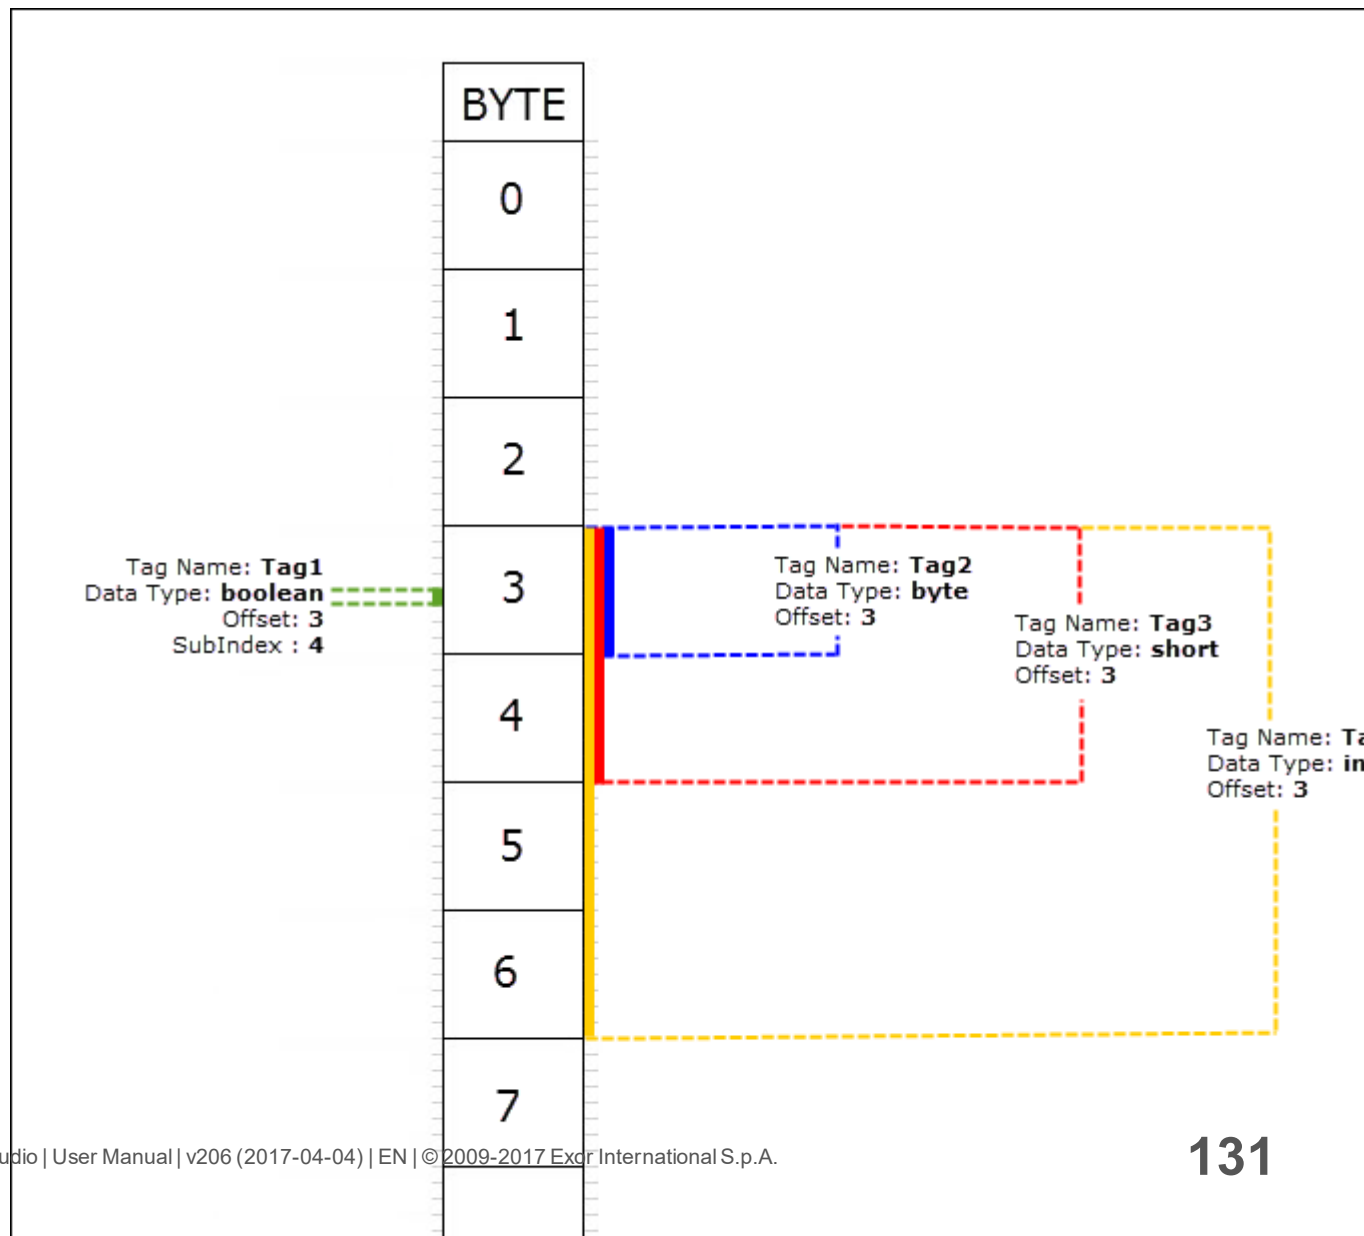 BYTE
0
1
2
3
4
5
6
7
Tag Name: Tag1
Data Type: boolean
Offset: 3
SubIndex : 4
Tag Name: Tag2
Data Type: byte
Offset: 3
Tag Name: Tag3
Data Type: short
Offset: 3
Tag Name:
Data Type:
Offset: 3
| User Manual | v206 (2017-04-04) | EN | © 2009-2017 Exor International S.p.A.
131